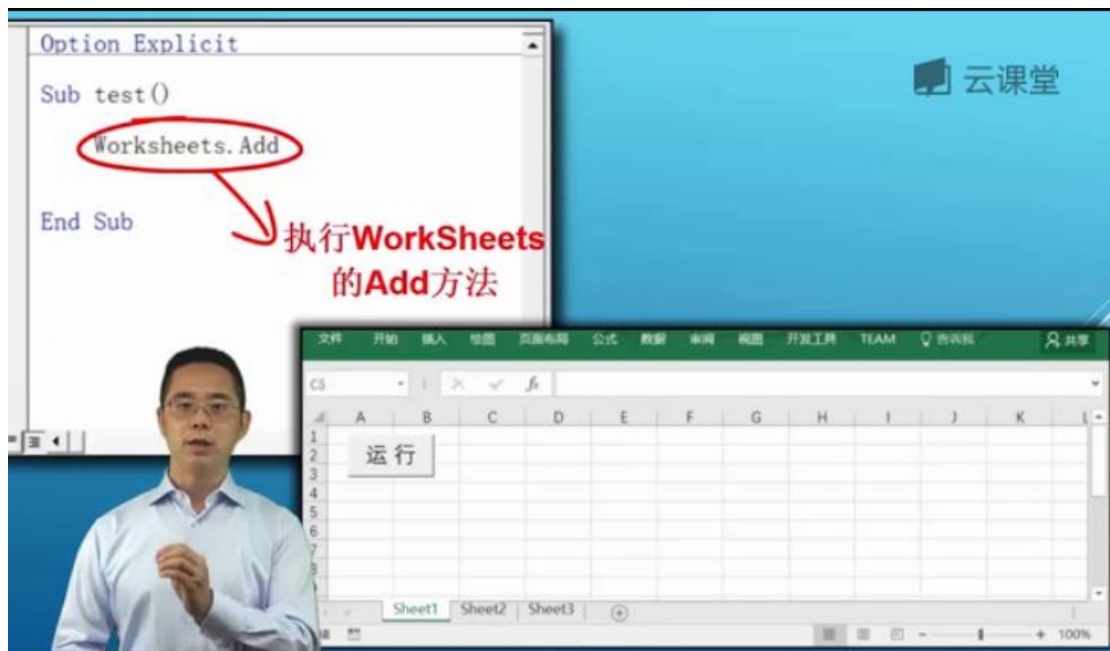 Option Explicit
Sub test()
Worksheets.Add
End Sub
云课堂
执行WorkSheets
的Add方法
文件 开始 插入 绘图 页面布局 公式 数据 审阅 视图 开发工具 TEAM 告诉我 共享
C5 fx
A B C D E F G H I J K L
1
运行
2
3
4
5
6
7
8
Sheet1 Sheet2 Sheet3
100%